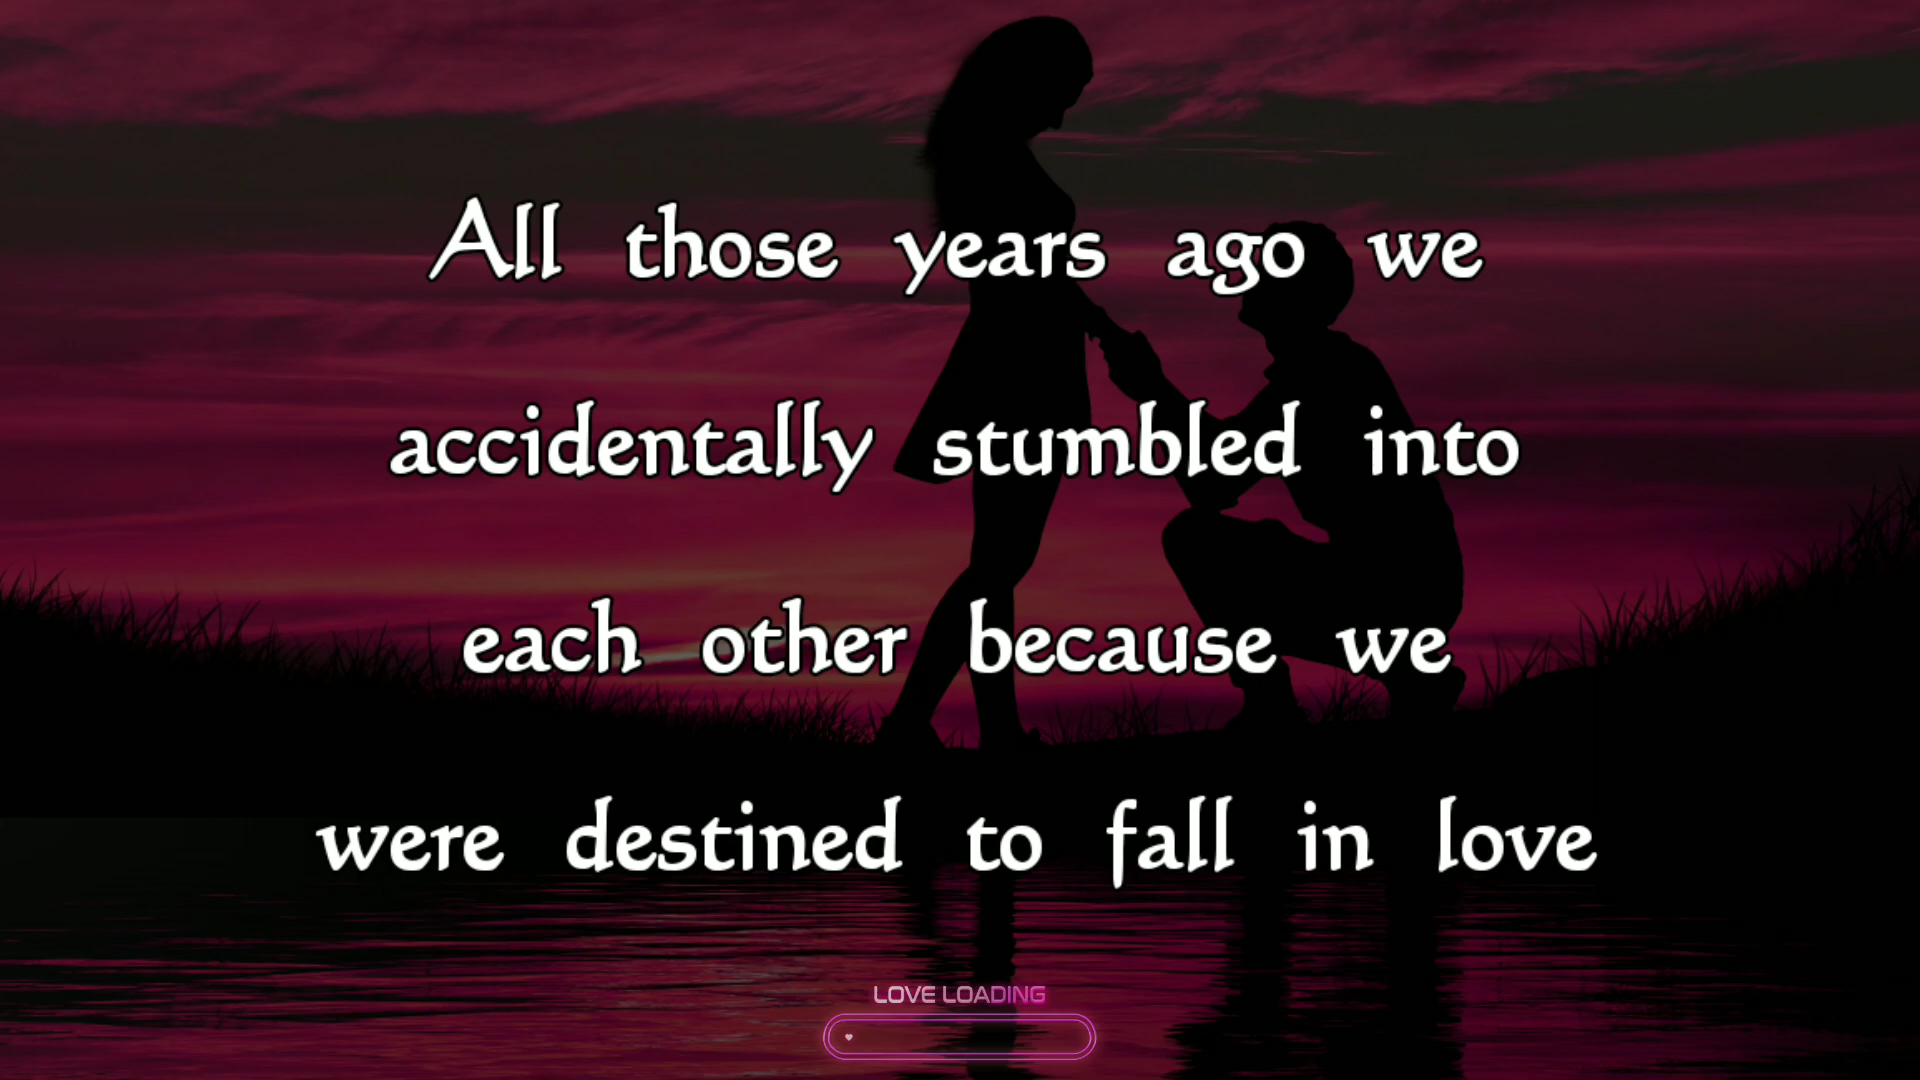 All those years ago we
accidentally stumbled into
each other because we
were destined to fall in love
LOVE LOADING